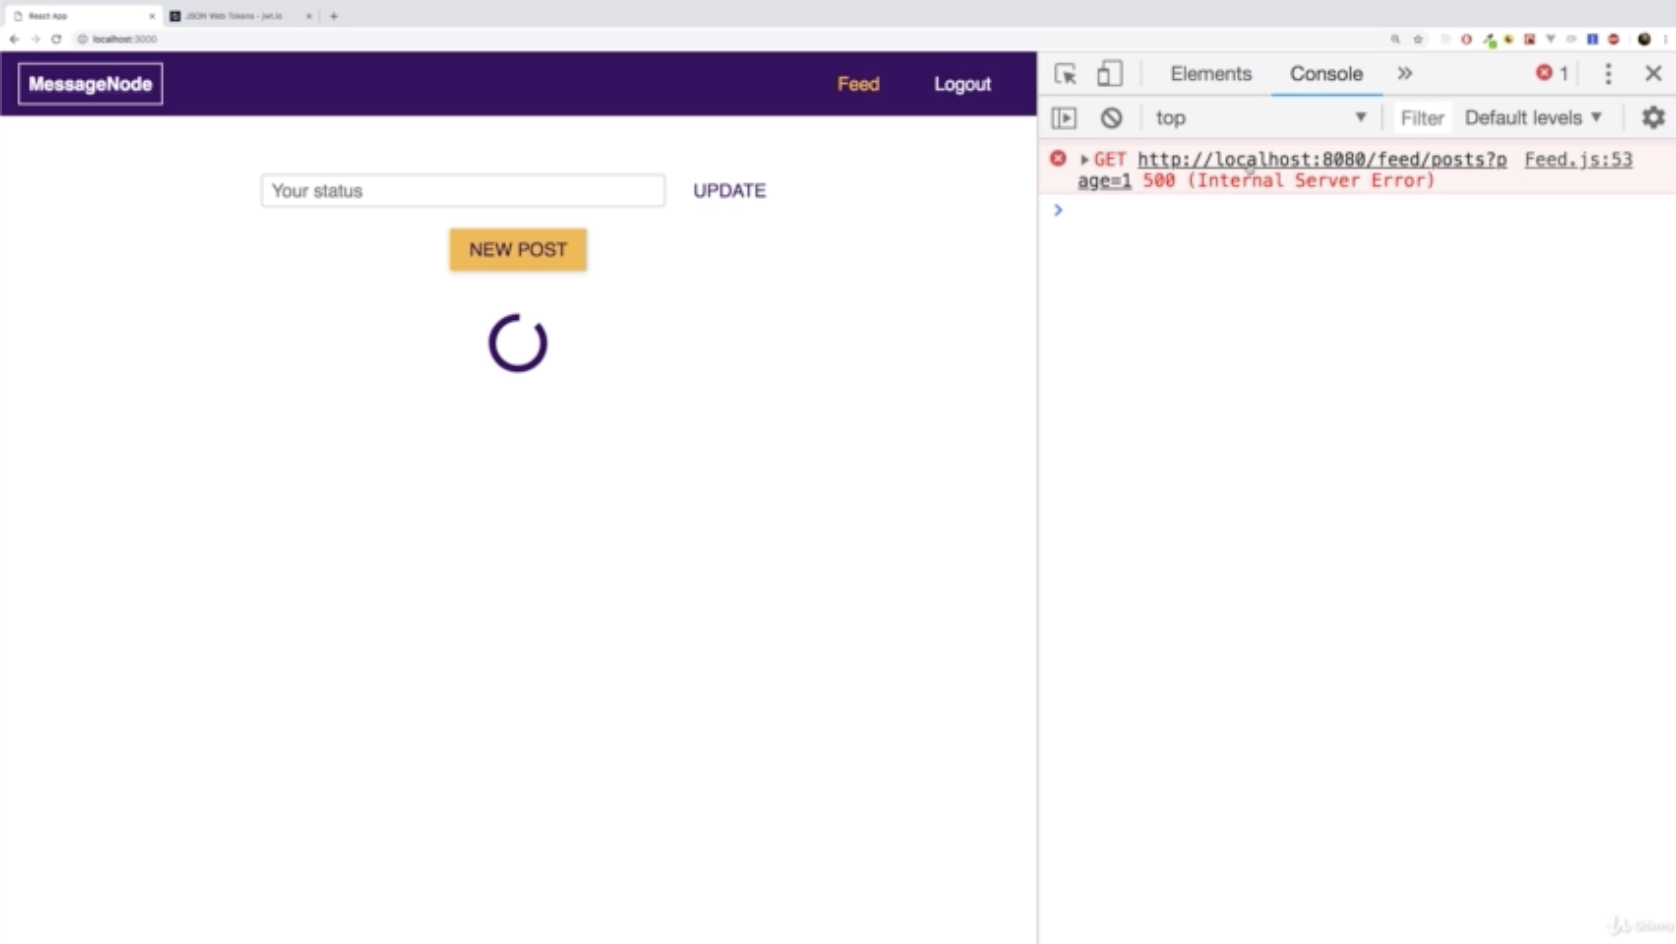 React App
JSON Web Tokens - jwt.io
localhost:3000
MessageNode
Feed
Logout
Your status
UPDATE
NEW POST
Elements
Console
1
top
Filter
Default levels
GET http://localhost:8080/feed/posts?p Feed.js:53
age=1 500 (Internal Server Error)
Udemy